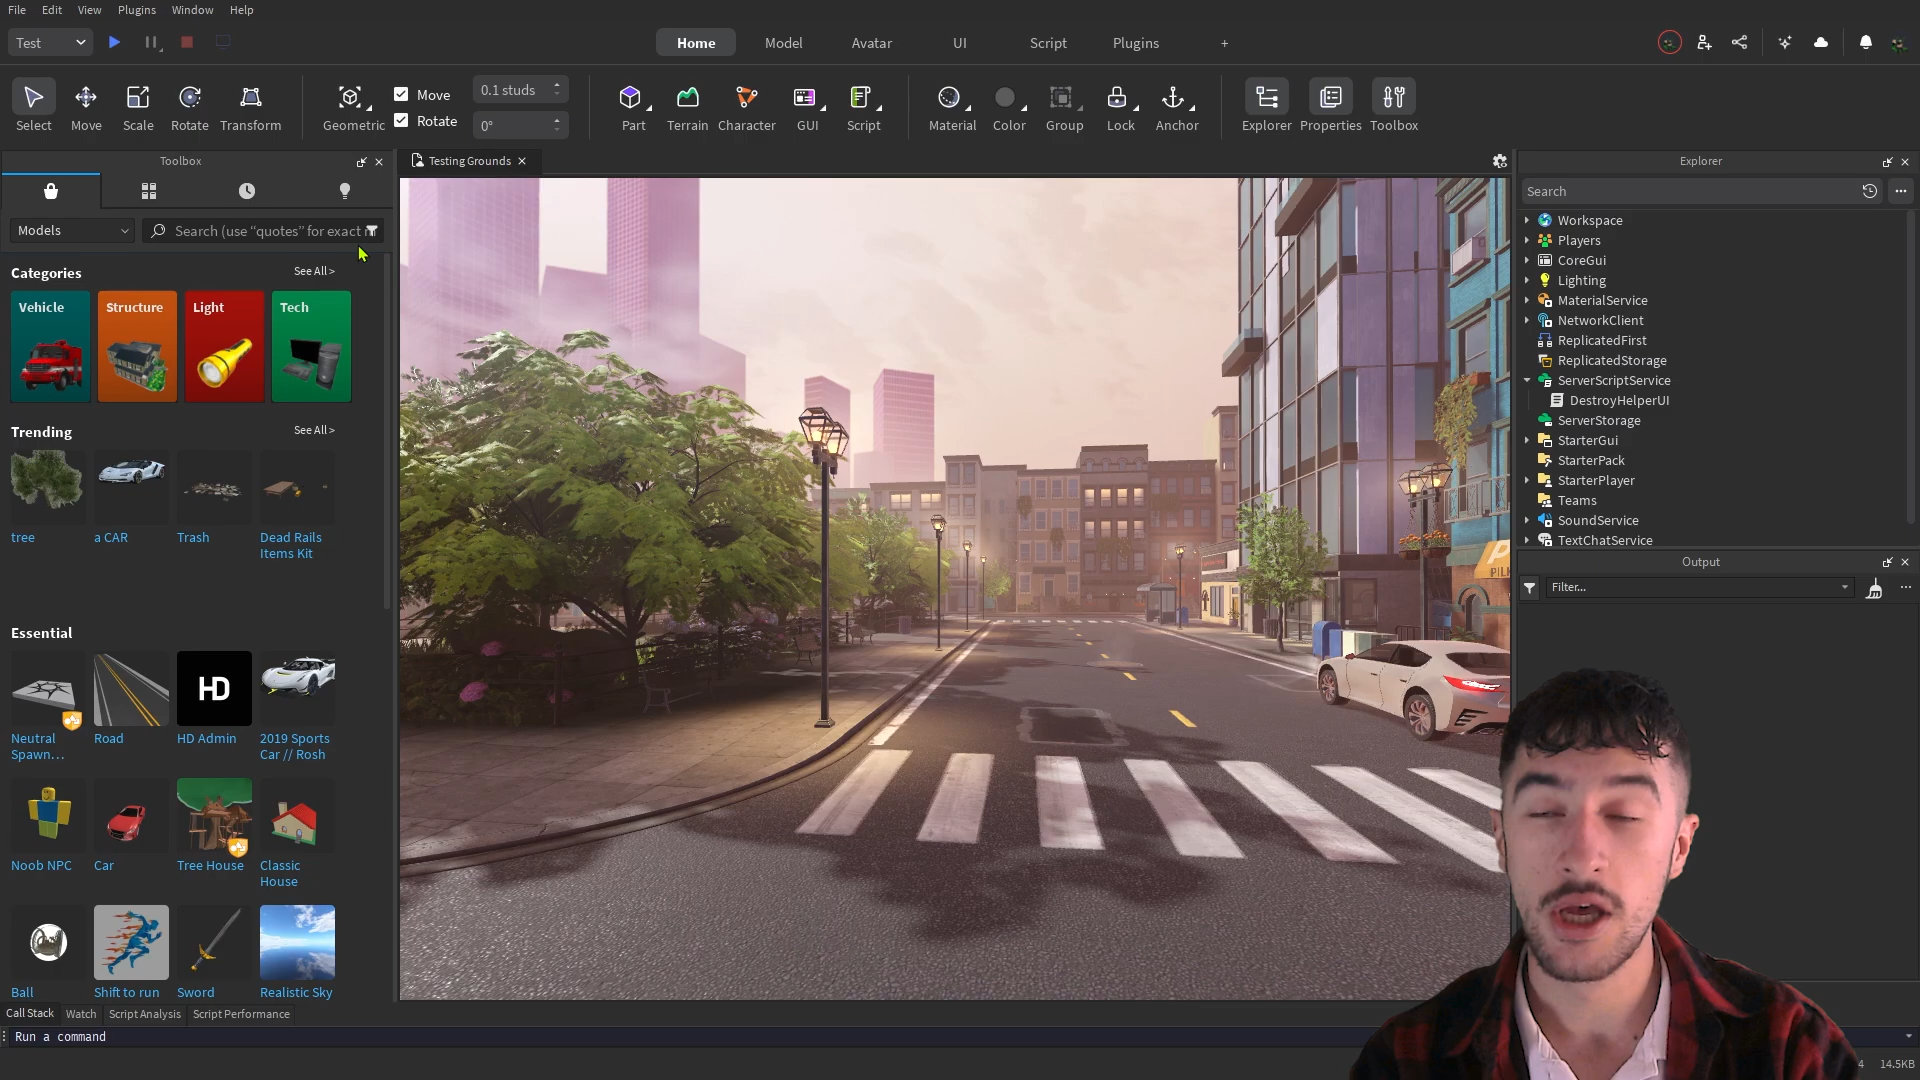 File Edit View Plugins Window Help
Test
Home Model Avatar UI Script Plugins +
Select Move Scale Rotate Transform Geometric
Move
0.1 studs
Rotate
0°
Part Terrain Character GUI Script
Material Color Group Lock Anchor
Explorer Properties Toolbox
Toolbox
Models
Search (use “quotes” for exact
Categories
See All >
Vehicle
Structure
Light
Tech
Trending
See All >
tree
a CAR
Trash
Dead Rails
Items Kit
Essential
HD
Neutral
Spawn...
Road
HD Admin
2019 Sports
Car // Rosh
Noob NPC
Car
Tree House
Classic
House
Ball
Shift to run
Sword
Realistic Sky
Testing Grounds
P
PIL
Explorer
Search
Workspace
Players
CoreGui
Lighting
MaterialService
NetworkClient
ReplicatedFirst
ReplicatedStorage
ServerScriptService
DestroyHelperUI
ServerStorage
StarterGui
StarterPack
StarterPlayer
Teams
SoundService
TextChatService
Output
Filter...
Call Stack Watch Script Analysis Script Performance
Run a command
4 14.5KB